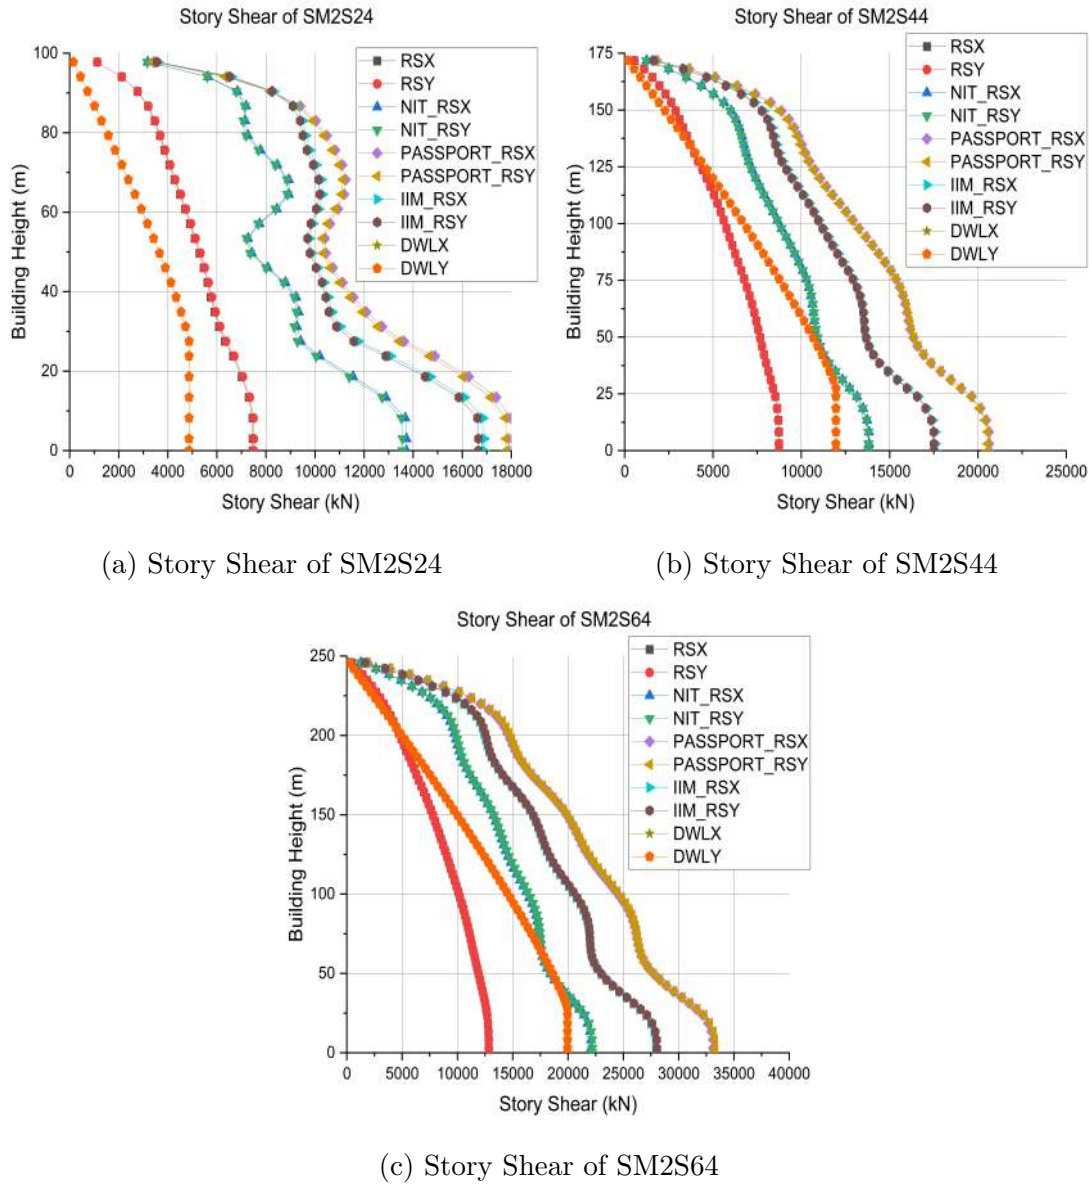 Story Shear of SM2S24
100
80
60
40
20
0
Building Height (m)
RSX
RSY
NIT_RSX
NIT_RSY
PASSPORT_RSX
PASSPORT_RSY
IIM_RSX
IIM_RSY
DWLX
DWLY
0 2000 4000 6000 8000 10000 12000 14000 16000 18000
Story Shear (kN)
(a) Story Shear of SM2S24
Story Shear of SM2S44
175
150
125
100
75
50
25
0
Building Height (m)
RSX
RSY
NIT_RSX
NIT_RSY
PASSPORT_RSX
PASSPORT_RSY
IIM_RSX
IIM_RSY
DWLX
DWLY
0 5000 10000 15000 20000 25000
Story Shear (kN)
(b) Story Shear of SM2S44
Story Shear of SM2S64
250
200
150
100
50
0
Building Height (m)
RSX
RSY
NIT_RSX
NIT_RSY
PASSPORT_RSX
PASSPORT_RSY
IIM_RSX
IIM_RSY
DWLX
DWLY
0 5000 10000 15000 20000 25000 30000 35000 40000
Story Shear (kN)
(c) Story Shear of SM2S64